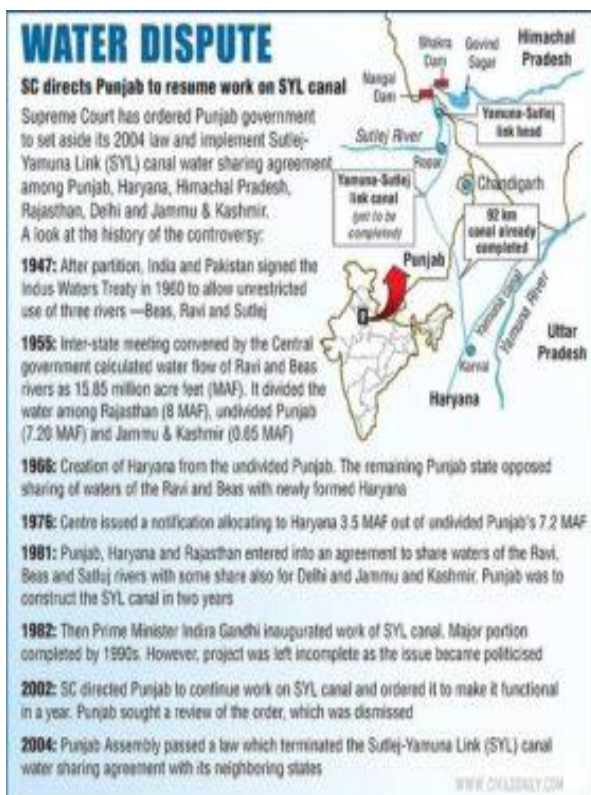 WATER DISPUTE
SC directs Punjab to resume work on SYL canal
Supreme Court has ordered Punjab government
to set aside its 2004 law and implement Sutlej-
Yamuna Link (SYL) canal water sharing agreement
among Punjab, Haryana, Himachal Pradesh,
Rajasthan, Delhi and Jammu & Kashmir.
A look at the history of the controversy:
1947: After partition, India and Pakistan signed the
Indus Waters Treaty in 1960 to allow unrestricted
use of three rivers —Beas, Ravi and Sutlej
1955: Inter-state meeting convened by the Central
government calculated water flow of Ravi and Beas
rivers as 15.85 million acre feet (MAF). It divided the
water among Rajasthan (8 MAF), undivided Punjab
(7.20 MAF) and Jammu & Kashmir (0.65 MAF)
1966: Creation of Haryana from the undivided Punjab. The remaining Punjab state opposed
sharing of waters of the Ravi and Beas with newly formed Haryana
1976: Centre issued a notification allocating to Haryana 3.5 MAF out of undivided Punjab's 7.2 MAF
1981: Punjab, Haryana and Rajasthan entered into an agreement to share waters of the Ravi,
Beas and Satluj rivers with some share also for Delhi and Jammu and Kashmir. Punjab was to
construct the SYL canal in two years
1982: Then Prime Minister Indira Gandhi inaugurated work of SYL canal. Major portion
completed by 1990s. However, project was left incomplete as the issue became politicised
2002: SC directed Punjab to continue work on SYL canal and ordered it to make it functional
in a year. Punjab sought a review of the order, which was dismissed
2004: Punjab Assembly passed a law which terminated the Sutlej-Yamuna Link (SYL) canal
water sharing agreement with its neighboring states
Bhakra
Dam
Govind
Sagar
Himachal
Pradesh
Nangal
Dam
Yamuna-Sutlej
link head
Sutlej River
Ropar
Yamuna-Sutlej
link canal
(yet to be
completed)
Chandigarh
92 km
canal already
completed
Punjab
Yamuna canal
Yamuna River
Uttar
Pradesh
Karnal
Haryana
WWW.CIVILSDAILY.COM